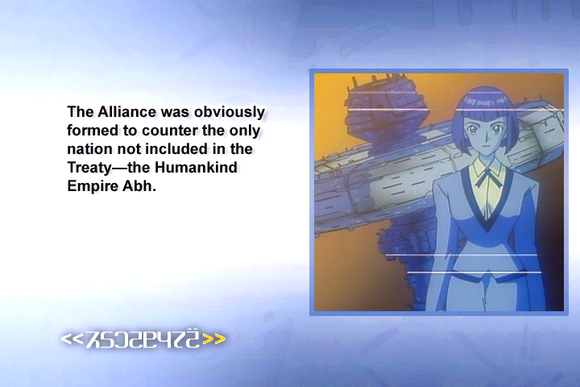 The Alliance was obviously
formed to counter the only
nation not included in the
Treaty—the Humankind
Empire Abh.